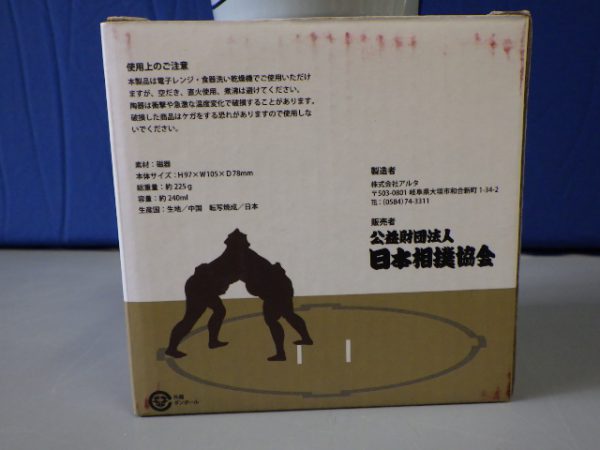 使用上のご注意
本製品は電子レンジ・食器洗い乾燥機でご使用いただけ
ますが、空だき、直火使用、煮沸は避けてください。
陶器は衝撃や急激な温度変化で破損することがあります。
破損した商品はケガをする恐れがありますので使用しな
いでください。
素材：磁器
本体サイズ：H97×W105×D78mm
総重量：約225g
容量：約240ml
生産国：生地／中国 転写焼成／日本
製造者
株式会社アルタ
〒503-0801 岐阜県大垣市和合新町1-34-2
TEL：(0584)74-3311
販売者
公益財団法人
日本相撲協会
外箱
ダンボール